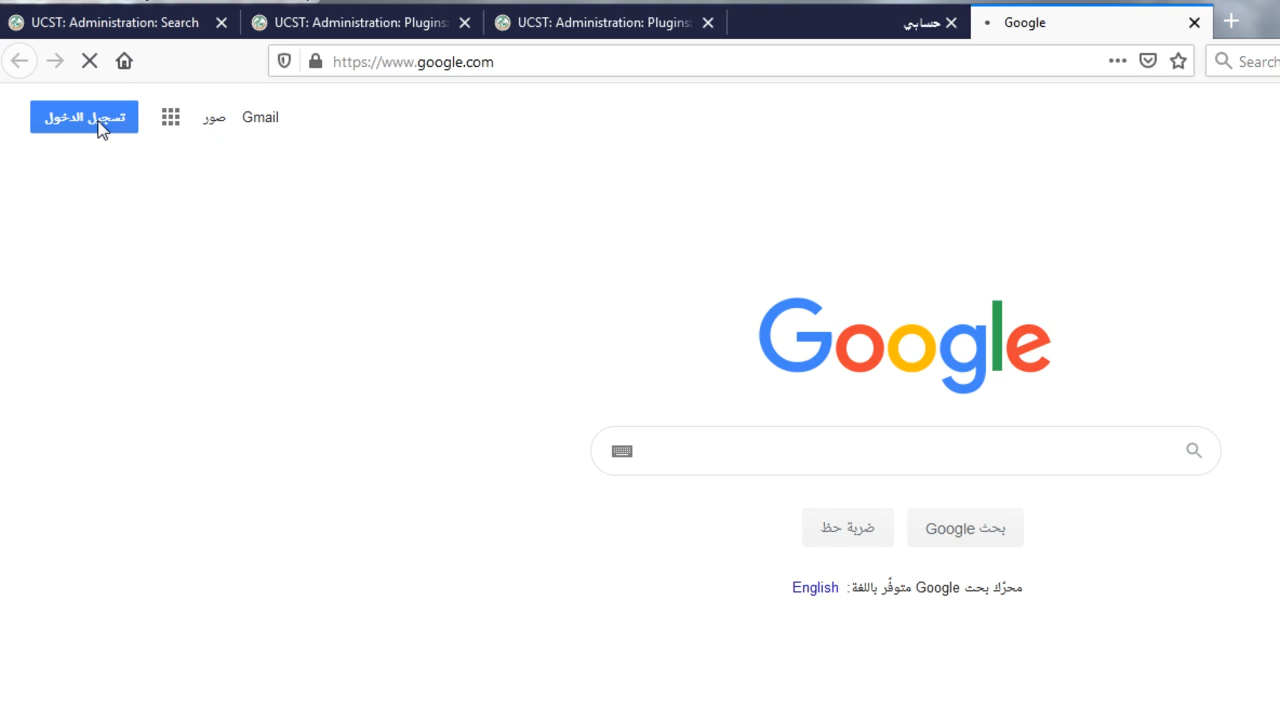 UCST: Administration: Search
UCST: Administration: Plugins:
UCST: Administration: Plugins:
حسابي
Google
https://www.google.com
Search
تسجيل الدخول
صور
Gmail
Google
ضربة حظ
بحث Google
محرّك بحث Google متوفّر باللغة: English